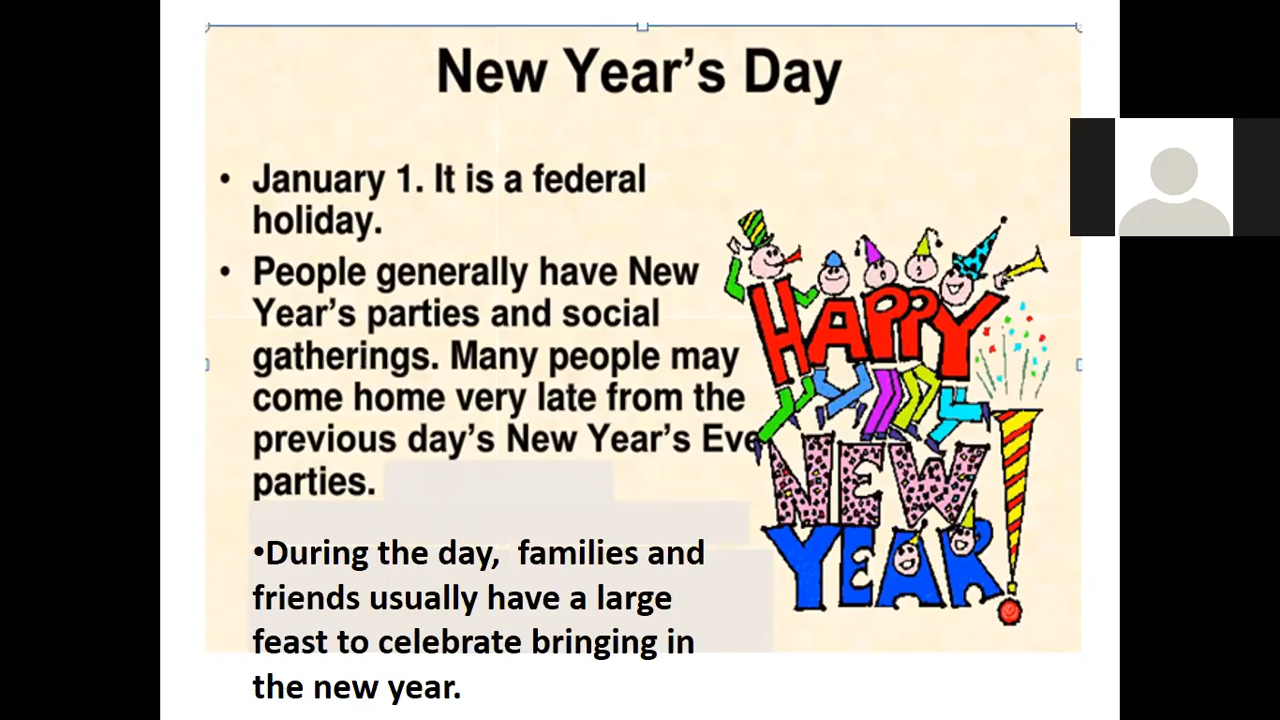 New Year’s Day
• January 1. It is a federal
holiday.
• People generally have New
Year’s parties and social
gatherings. Many people may
come home very late from the
previous day’s New Year’s Eve
parties.
•During the day,  families and
friends usually have a large
feast to celebrate bringing in
the new year.
HAPPY
NEW
YEAR!